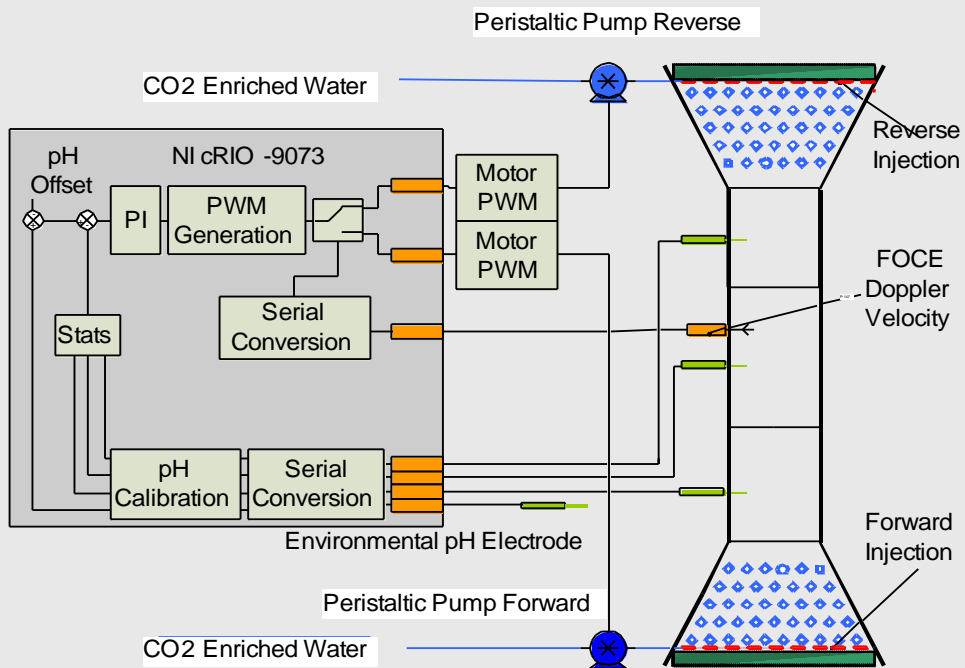 Peristaltic Pump Reverse
CO2 Enriched Water
NI cRIO -9073
pH
Offset
PI
PWM
Generation
Motor
PWM
Motor
PWM
Reverse
Injection
FOCE
Doppler
Velocity
Stats
Serial
Conversion
pH
Calibration
Serial
Conversion
Environmental pH Electrode
Forward
Injection
Peristaltic Pump Forward
CO2 Enriched Water